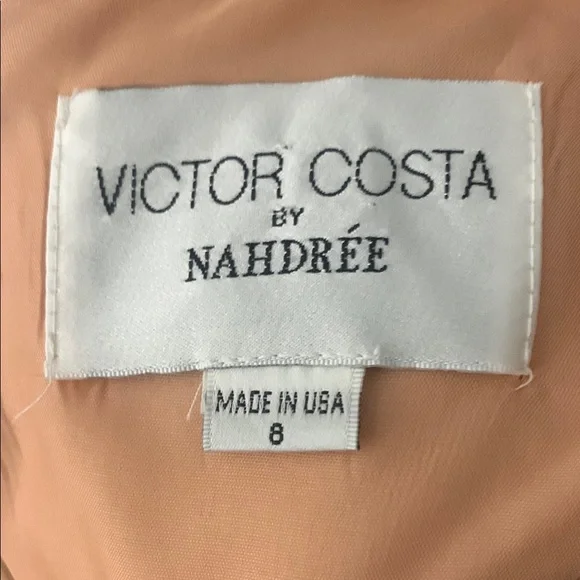 VICTOR COSTA
BY
NAHDRÉE
MADE IN USA
8